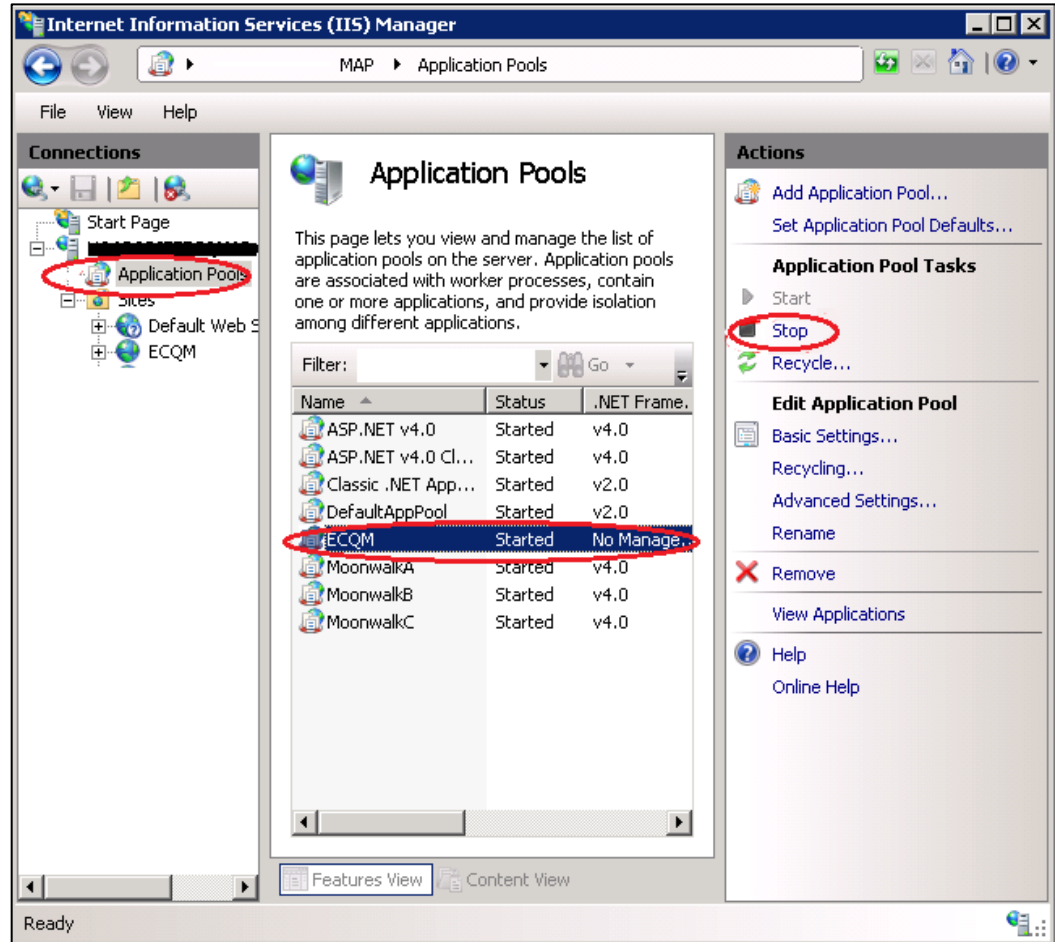 Internet Information Services (IIS) Manager
MAP Application Pools
File View Help
Connections
Start Page
Application Pools
Sites
Default Web S
ECQM
Application Pools
This page lets you view and manage the list of
application pools on the server. Application pools
are associated with worker processes, contain
one or more applications, and provide isolation
among different applications.
Filter: Go
Name Status .NET Frame.
ASP.NET v4.0 Started v4.0
ASP.NET v4.0 Cl... Started v4.0
Classic .NET App... Started v2.0
DefaultAppPool Started v2.0
ECQM Started No Manage..
MoonwalkA Started v4.0
MoonwalkB Started v4.0
MoonwalkC Started v4.0
Features View Content View
Actions
Add Application Pool...
Set Application Pool Defaults...
Application Pool Tasks
Start
Stop
Recycle...
Edit Application Pool
Basic Settings...
Recycling...
Advanced Settings...
Rename
Remove
View Applications
Help
Online Help
Ready